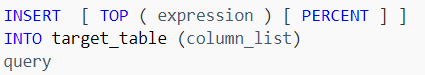 INSERT  [ TOP ( expression ) [ PERCENT ] ]
INTO target_table (column_list)
query